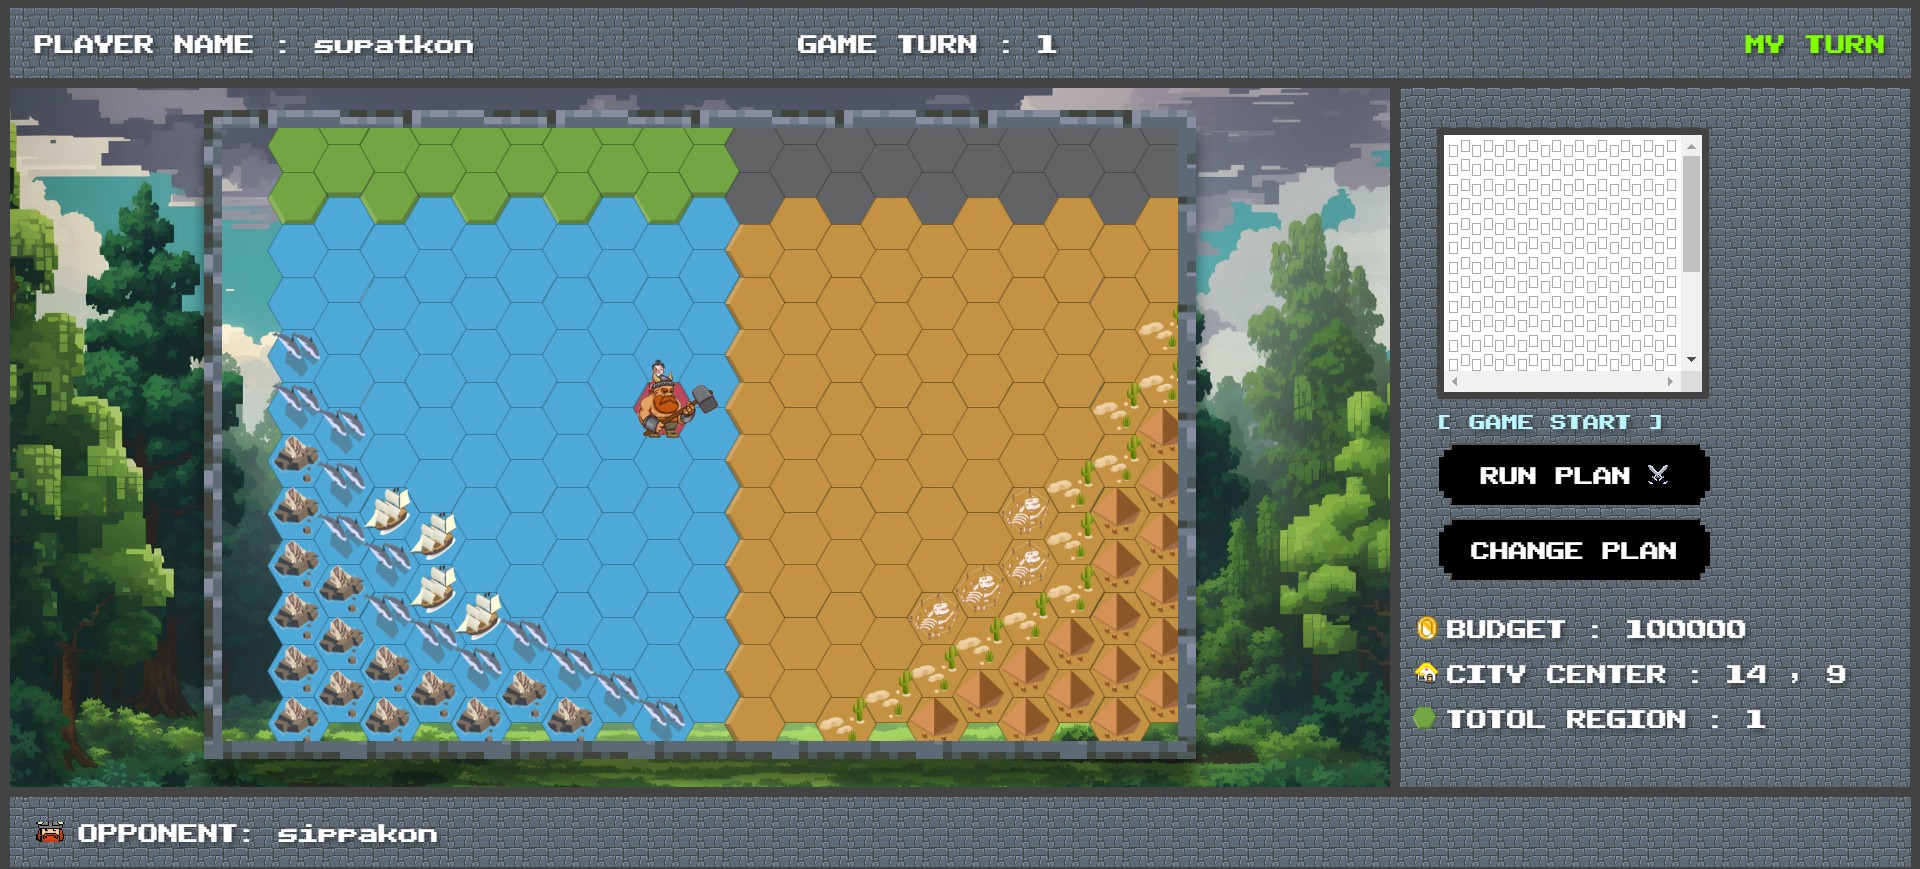 PLAYER NAME : supatkon
GAME TURN : 1
MY TURN
[ GAME START ]
RUN PLAN
CHANGE PLAN
BUDGET : 100000
CITY CENTER : 14 , 9
TOTOL REGION : 1
OPPONENT: sippakon